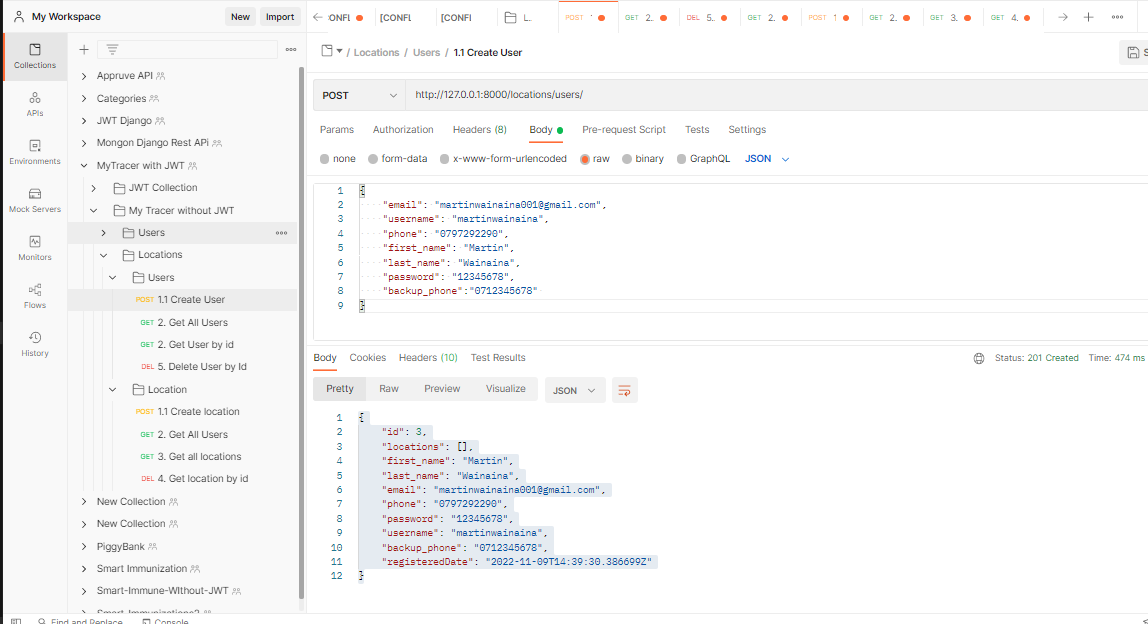 My Workspace
New
Import
ONFI
[CONFI
[CONFI
L.
POST
GET 2.
DEL 5.
GET 2.
POST 1
GET 2.
GET 3.
GET 4.
Collections
APIs
Environments
Mock Servers
Monitors
Flows
History
Appruve API
Categories
JWT Django
Mongon Django Rest APi
MyTracer with JWT
JWT Collection
My Tracer without JWT
Users
Locations
Users
POST 1.1 Create User
GET 2. Get All Users
GET 2. Get User by id
DEL 5. Delete User by Id
Location
POST 1.1 Create location
GET 2. Get All Users
GET 3. Get all locations
DEL 4. Get location by id
New Collection
New Collection
PiggyBank
Smart Immunization
Smart-Immune-WIthout-JWT
Smart-Immunizations2
Find and Replace
Console
/ Locations / Users / 1.1 Create User
S
POST
http://127.0.0.1:8000/locations/users/
Params
Authorization
Headers (8)
Body
Pre-request Script
Tests
Settings
none
form-data
x-www-form-urlencoded
raw
binary
GraphQL
JSON
1 {
2 "email": "martinwainaina001@gmail.com",
3 "username": "martinwainaina",
4 "phone": "0797292290",
5 "first_name": "Martin",
6 "last_name": "Wainaina",
7 "password": "12345678",
8 "backup_phone":"0712345678"
9 }
Body
Cookies
Headers (10)
Test Results
Status: 201 Created
Time: 474 ms
Pretty
Raw
Preview
Visualize
JSON
1 {
2 "id": 3,
3 "locations": [],
4 "first_name": "Martin",
5 "last_name": "Wainaina",
6 "email": "martinwainaina001@gmail.com",
7 "phone": "0797292290",
8 "password": "12345678",
9 "username": "martinwainaina",
10 "backup_phone": "0712345678",
11 "registeredDate": "2022-11-09T14:39:30.386699Z"
12 }